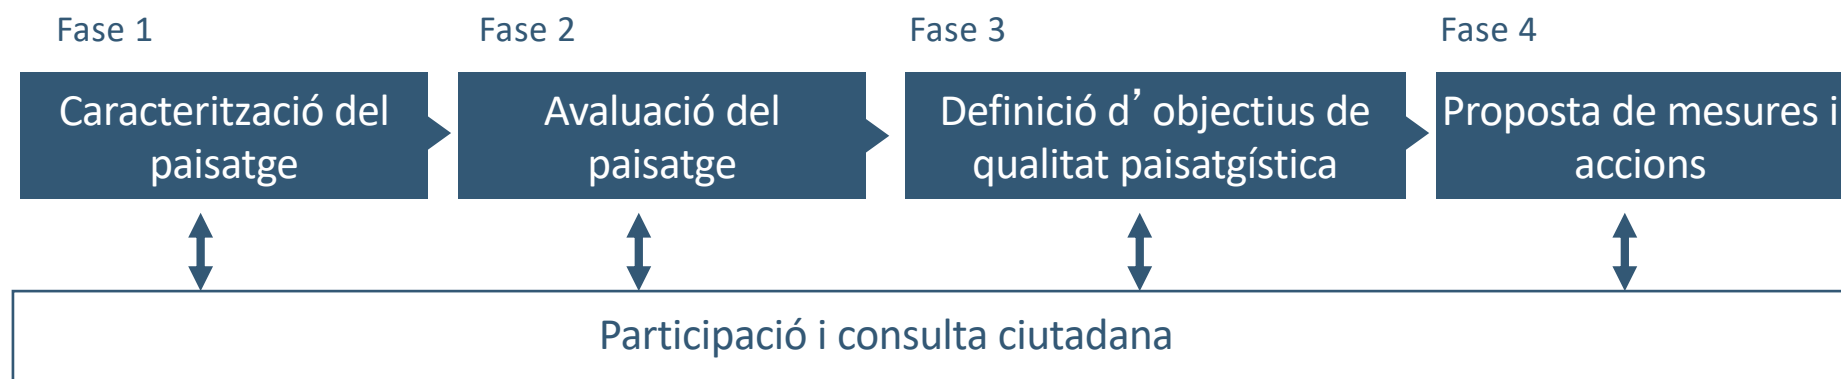 Fase 1
Fase 2
Fase 3
Fase 4
Caracterització del
paisatge
Avaluació del
paisatge
Definició d’ objectius de
qualitat paisatgística
Proposta de mesures i
accions
Participació i consulta ciutadana